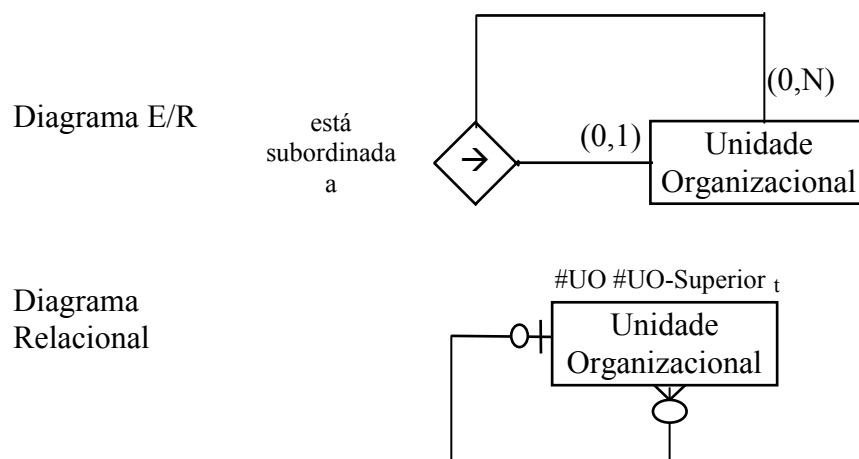 Diagrama E/R
está
subordinada
a
→
(0,1)
(0,N)
Unidade
Organizacional
Diagrama
Relacional
#UO #UO-Superior t
Unidade
Organizacional